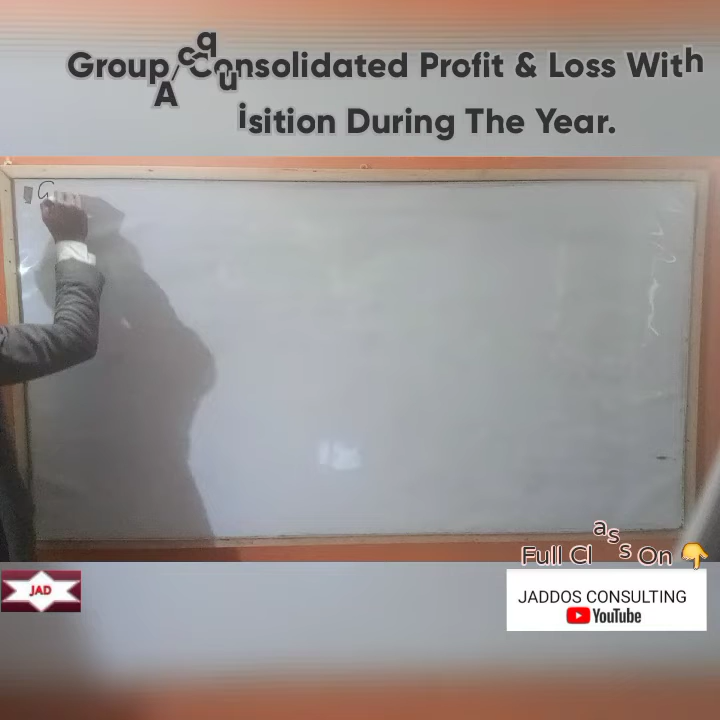 Group Consolidated Profit & Loss With
Acquisition During The Year.
G
Full Class On 👇
JAD
JADDOS CONSULTING
YouTube